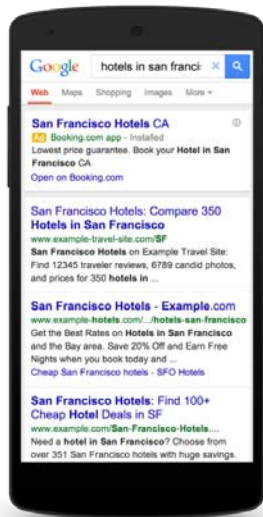 Google hotels in san francis
Web Maps Shopping Images More
San Francisco Hotels CA
Ad Booking.com app - Installed
Lowest price guarantee. Book your Hotel in San
Francisco CA
Open on Booking.com
San Francisco Hotels: Compare 350
Hotels in San Francisco
www.example-travel-site.com/SF
San Francisco Hotels on Example Travel Site:
Find 12345 traveler reviews, 6789 candid photos,
and prices for 350 hotels in ...
San Francisco Hotels - Example.com
www.example-hotels.com/.../hotels-san-francisco
Get the Best Rates on Hotels in San Francisco
and the Bay area. Save 20% Off and Earn Free
Nights when you book today and ...
Cheap San Francisco hotels - SFO Hotels
San Francisco Hotels: Find 100+
Cheap Hotel Deals in SF
www.example.com/San-Francisco-Hotels....
Need a hotel in San Francisco? Choose from
over 351 San Francisco hotels with huge savings.